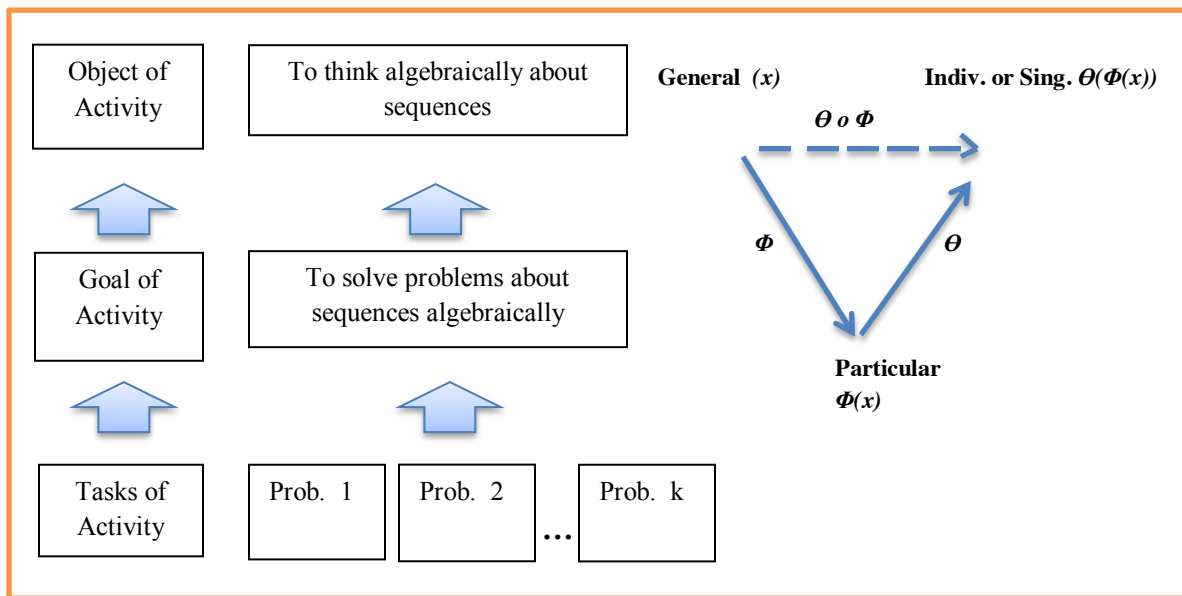 Object of
Activity
To think algebraically about
sequences
General (x)
Indiv. or Sing. Θ(Φ(x))
Θ o Φ
Φ
Θ
Particular
Φ(x)
Goal of
Activity
To solve problems about
sequences algebraically
Tasks of
Activity
Prob. 1
Prob. 2
...
Prob. k